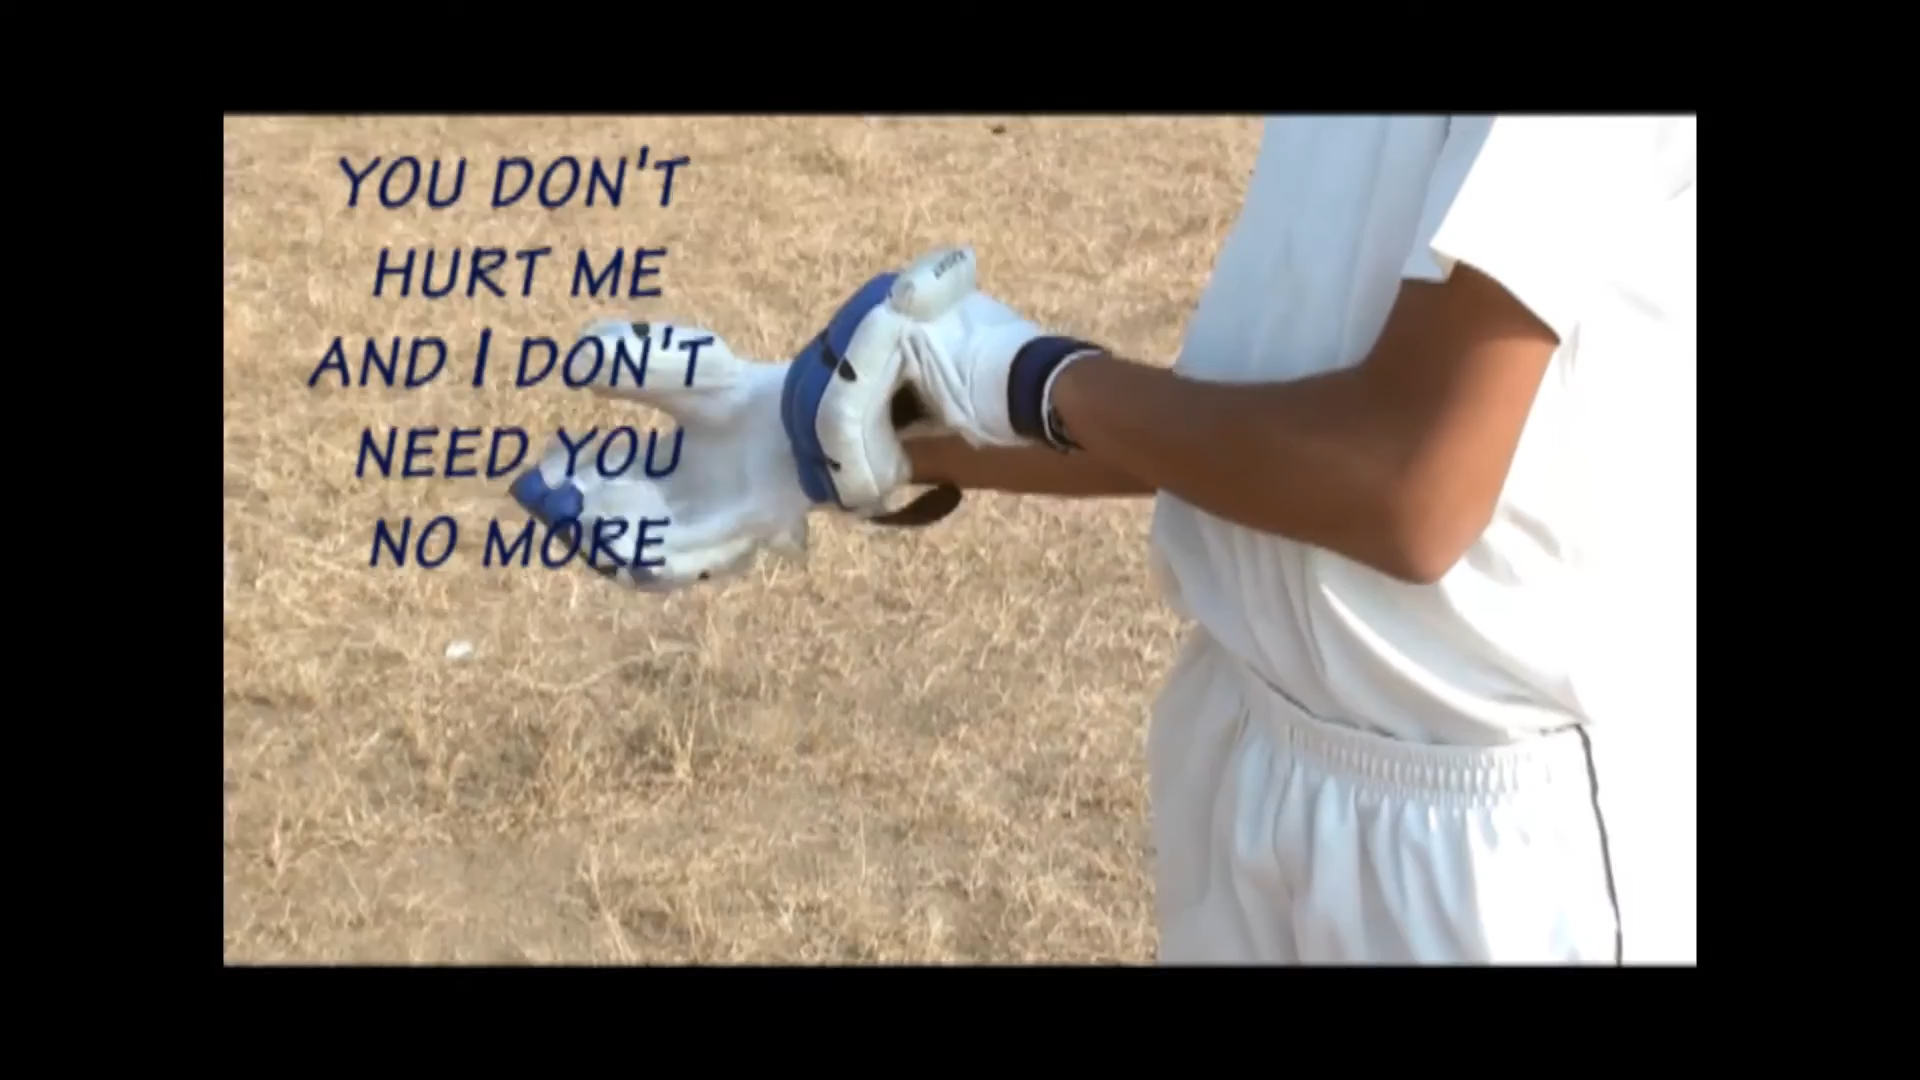 YOU DON'T
HURT ME
AND I DON'T
NEED YOU
NO MORE